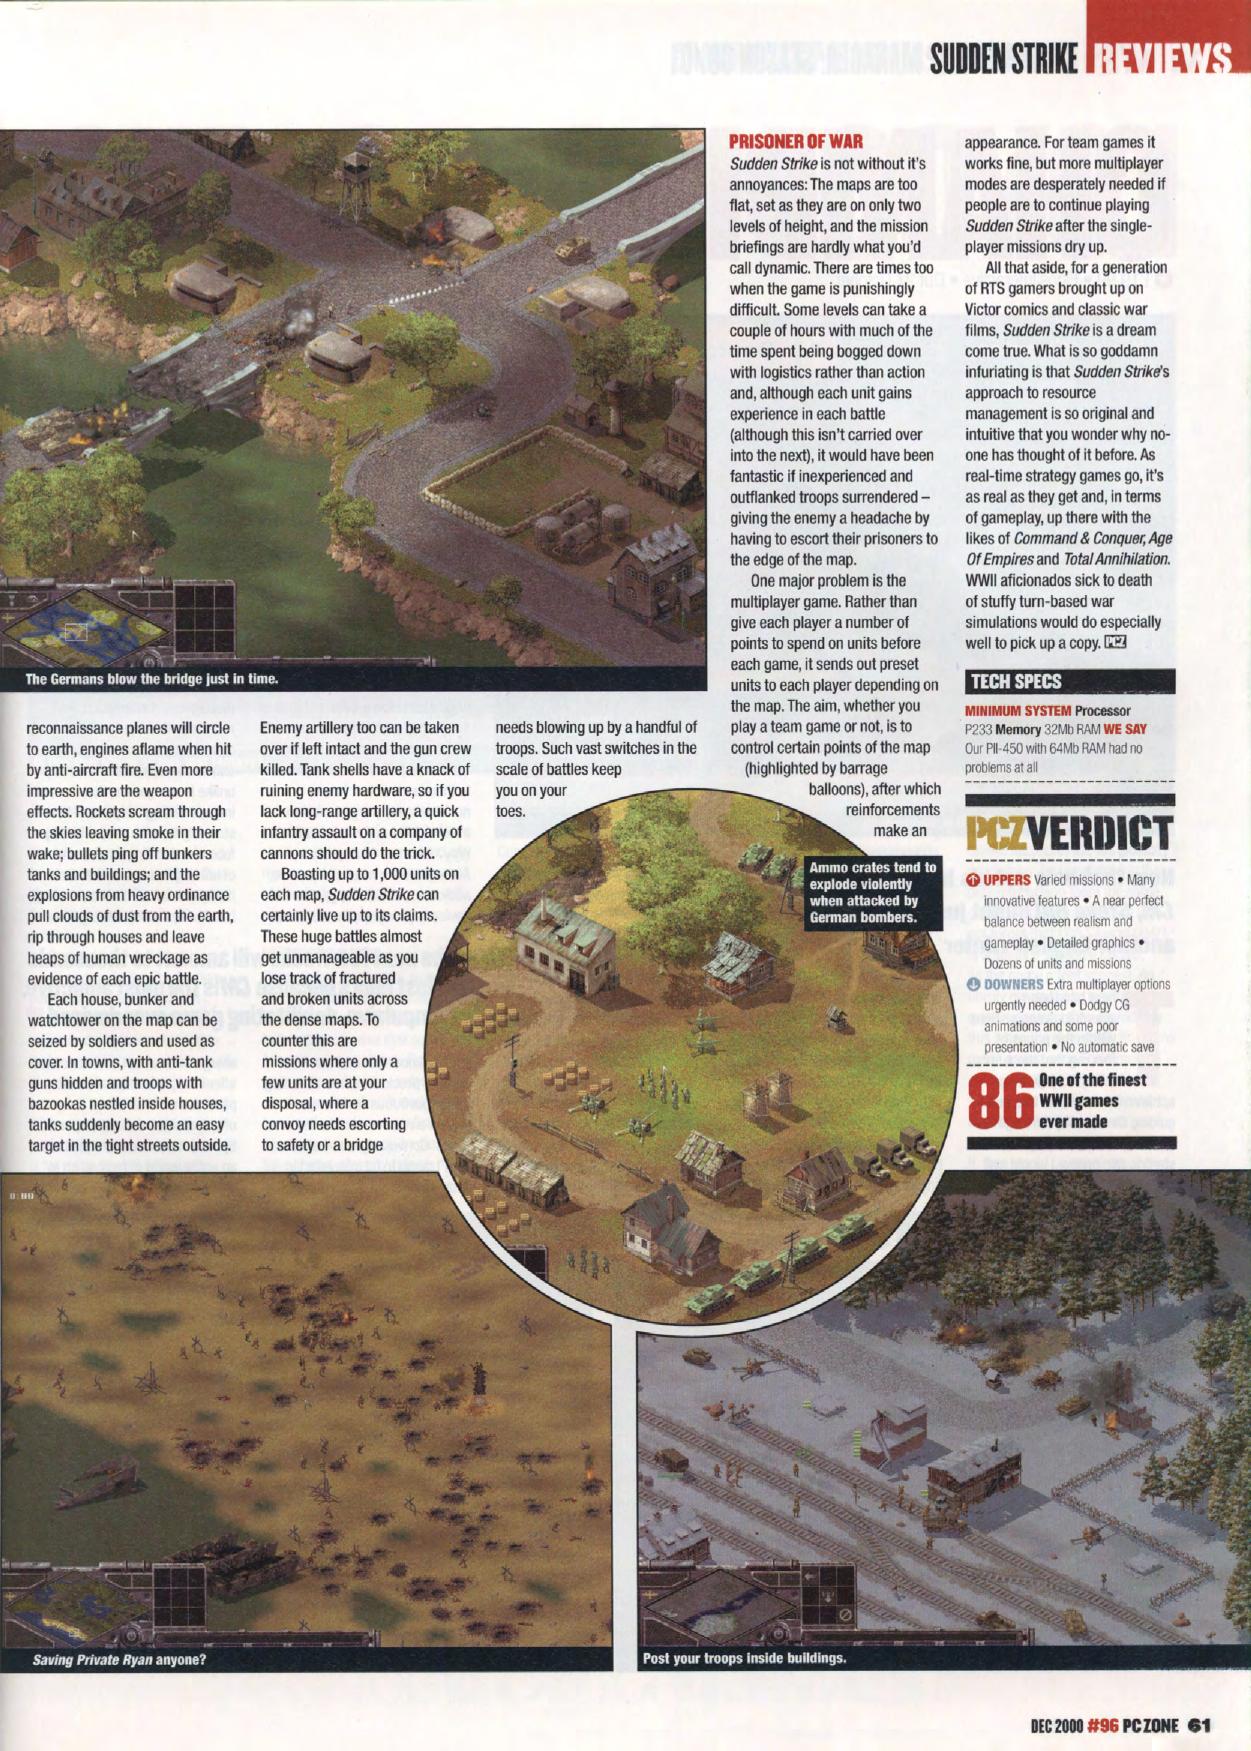 SUDDEN STRIKE REVIEWS
The Germans blow the bridge just in time.
reconnaissance planes will circle
to earth, engines aflame when hit
by anti-aircraft fire. Even more
impressive are the weapon
effects. Rockets scream through
the skies leaving smoke in their
wake; bullets ping off bunkers
tanks and buildings; and the
explosions from heavy ordinance
pull clouds of dust from the earth,
rip through houses and leave
heaps of human wreckage as
evidence of each epic battle.
Each house, bunker and
watchtower on the map can be
seized by soldiers and used as
cover. In towns, with anti-tank
guns hidden and troops with
bazookas nestled inside houses,
tanks suddenly become an easy
target in the tight streets outside.
Enemy artillery too can be taken
over if left intact and the gun crew
killed. Tank shells have a knack of
ruining enemy hardware, so if you
lack long-range artillery, a quick
infantry assault on a company of
cannons should do the trick.
Boasting up to 1,000 units on
each map, Sudden Strike can
certainly live up to its claims.
These huge battles almost
get unmanageable as you
lose track of fractured
and broken units across
the dense maps. To
counter this are
missions where only a
few units are at your
disposal, where a
convoy needs escorting
to safety or a bridge
needs blowing up by a handful of
troops. Such vast switches in the
scale of battles keep
you on your
toes.
PRISONER OF WAR
Sudden Strike is not without it's
annoyances: The maps are too
flat, set as they are on only two
levels of height, and the mission
briefings are hardly what you'd
call dynamic. There are times too
when the game is punishingly
difficult. Some levels can take a
couple of hours with much of the
time spent being bogged down
with logistics rather than action
and, although each unit gains
experience in each battle
(although this isn't carried over
into the next), it would have been
fantastic if inexperienced and
outflanked troops surrendered –
giving the enemy a headache by
having to escort their prisoners to
the edge of the map.
One major problem is the
multiplayer game. Rather than
give each player a number of
points to spend on units before
each game, it sends out preset
units to each player depending on
the map. The aim, whether you
play a team game or not, is to
control certain points of the map
(highlighted by barrage
balloons), after which
reinforcements
make an
appearance. For team games it
works fine, but more multiplayer
modes are desperately needed if
people are to continue playing
Sudden Strike after the single-
player missions dry up.
All that aside, for a generation
of RTS gamers brought up on
Victor comics and classic war
films, Sudden Strike is a dream
come true. What is so goddamn
infuriating is that Sudden Strike's
approach to resource
management is so original and
intuitive that you wonder why no-
one has thought of it before. As
real-time strategy games go, it's
as real as they get and, in terms
of gameplay, up there with the
likes of Command & Conquer, Age
Of Empires and Total Annihilation.
WWII aficionados sick to death
of stuffy turn-based war
simulations would do especially
well to pick up a copy. PCZ
TECH SPECS
MINIMUM SYSTEM Processor
P233 Memory 32Mb RAM WE SAY
Our PII-450 with 64Mb RAM had no
problems at all
PCZVERDICT
UPPERS Varied missions • Many
innovative features • A near perfect
balance between realism and
gameplay • Detailed graphics •
Dozens of units and missions
DOWNERS Extra multiplayer options
urgently needed • Dodgy CG
animations and some poor
presentation • No automatic save
86 One of the finest
WWII games
ever made
Ammo crates tend to
explode violently
when attacked by
German bombers.
Saving Private Ryan anyone?
Post your troops inside buildings.
DEC 2000 #96 PC ZONE 61